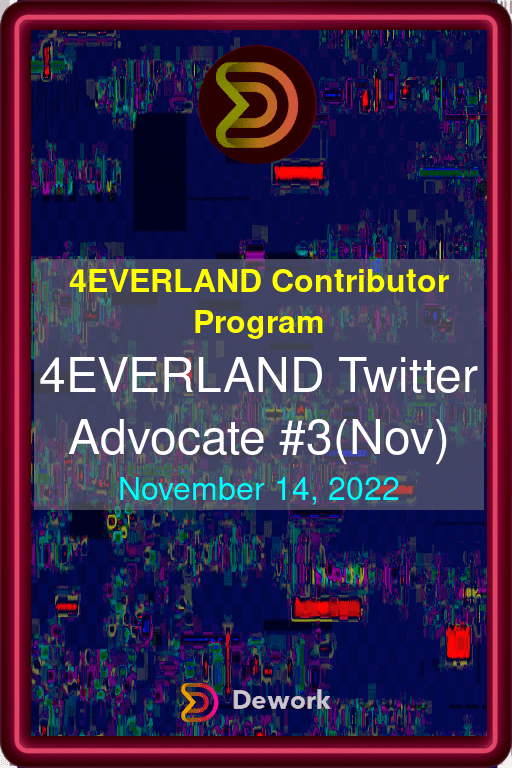 4EVERLAND Contributor
Program
4EVERLAND Twitter
Advocate #3(Nov)
November 14, 2022
Dework